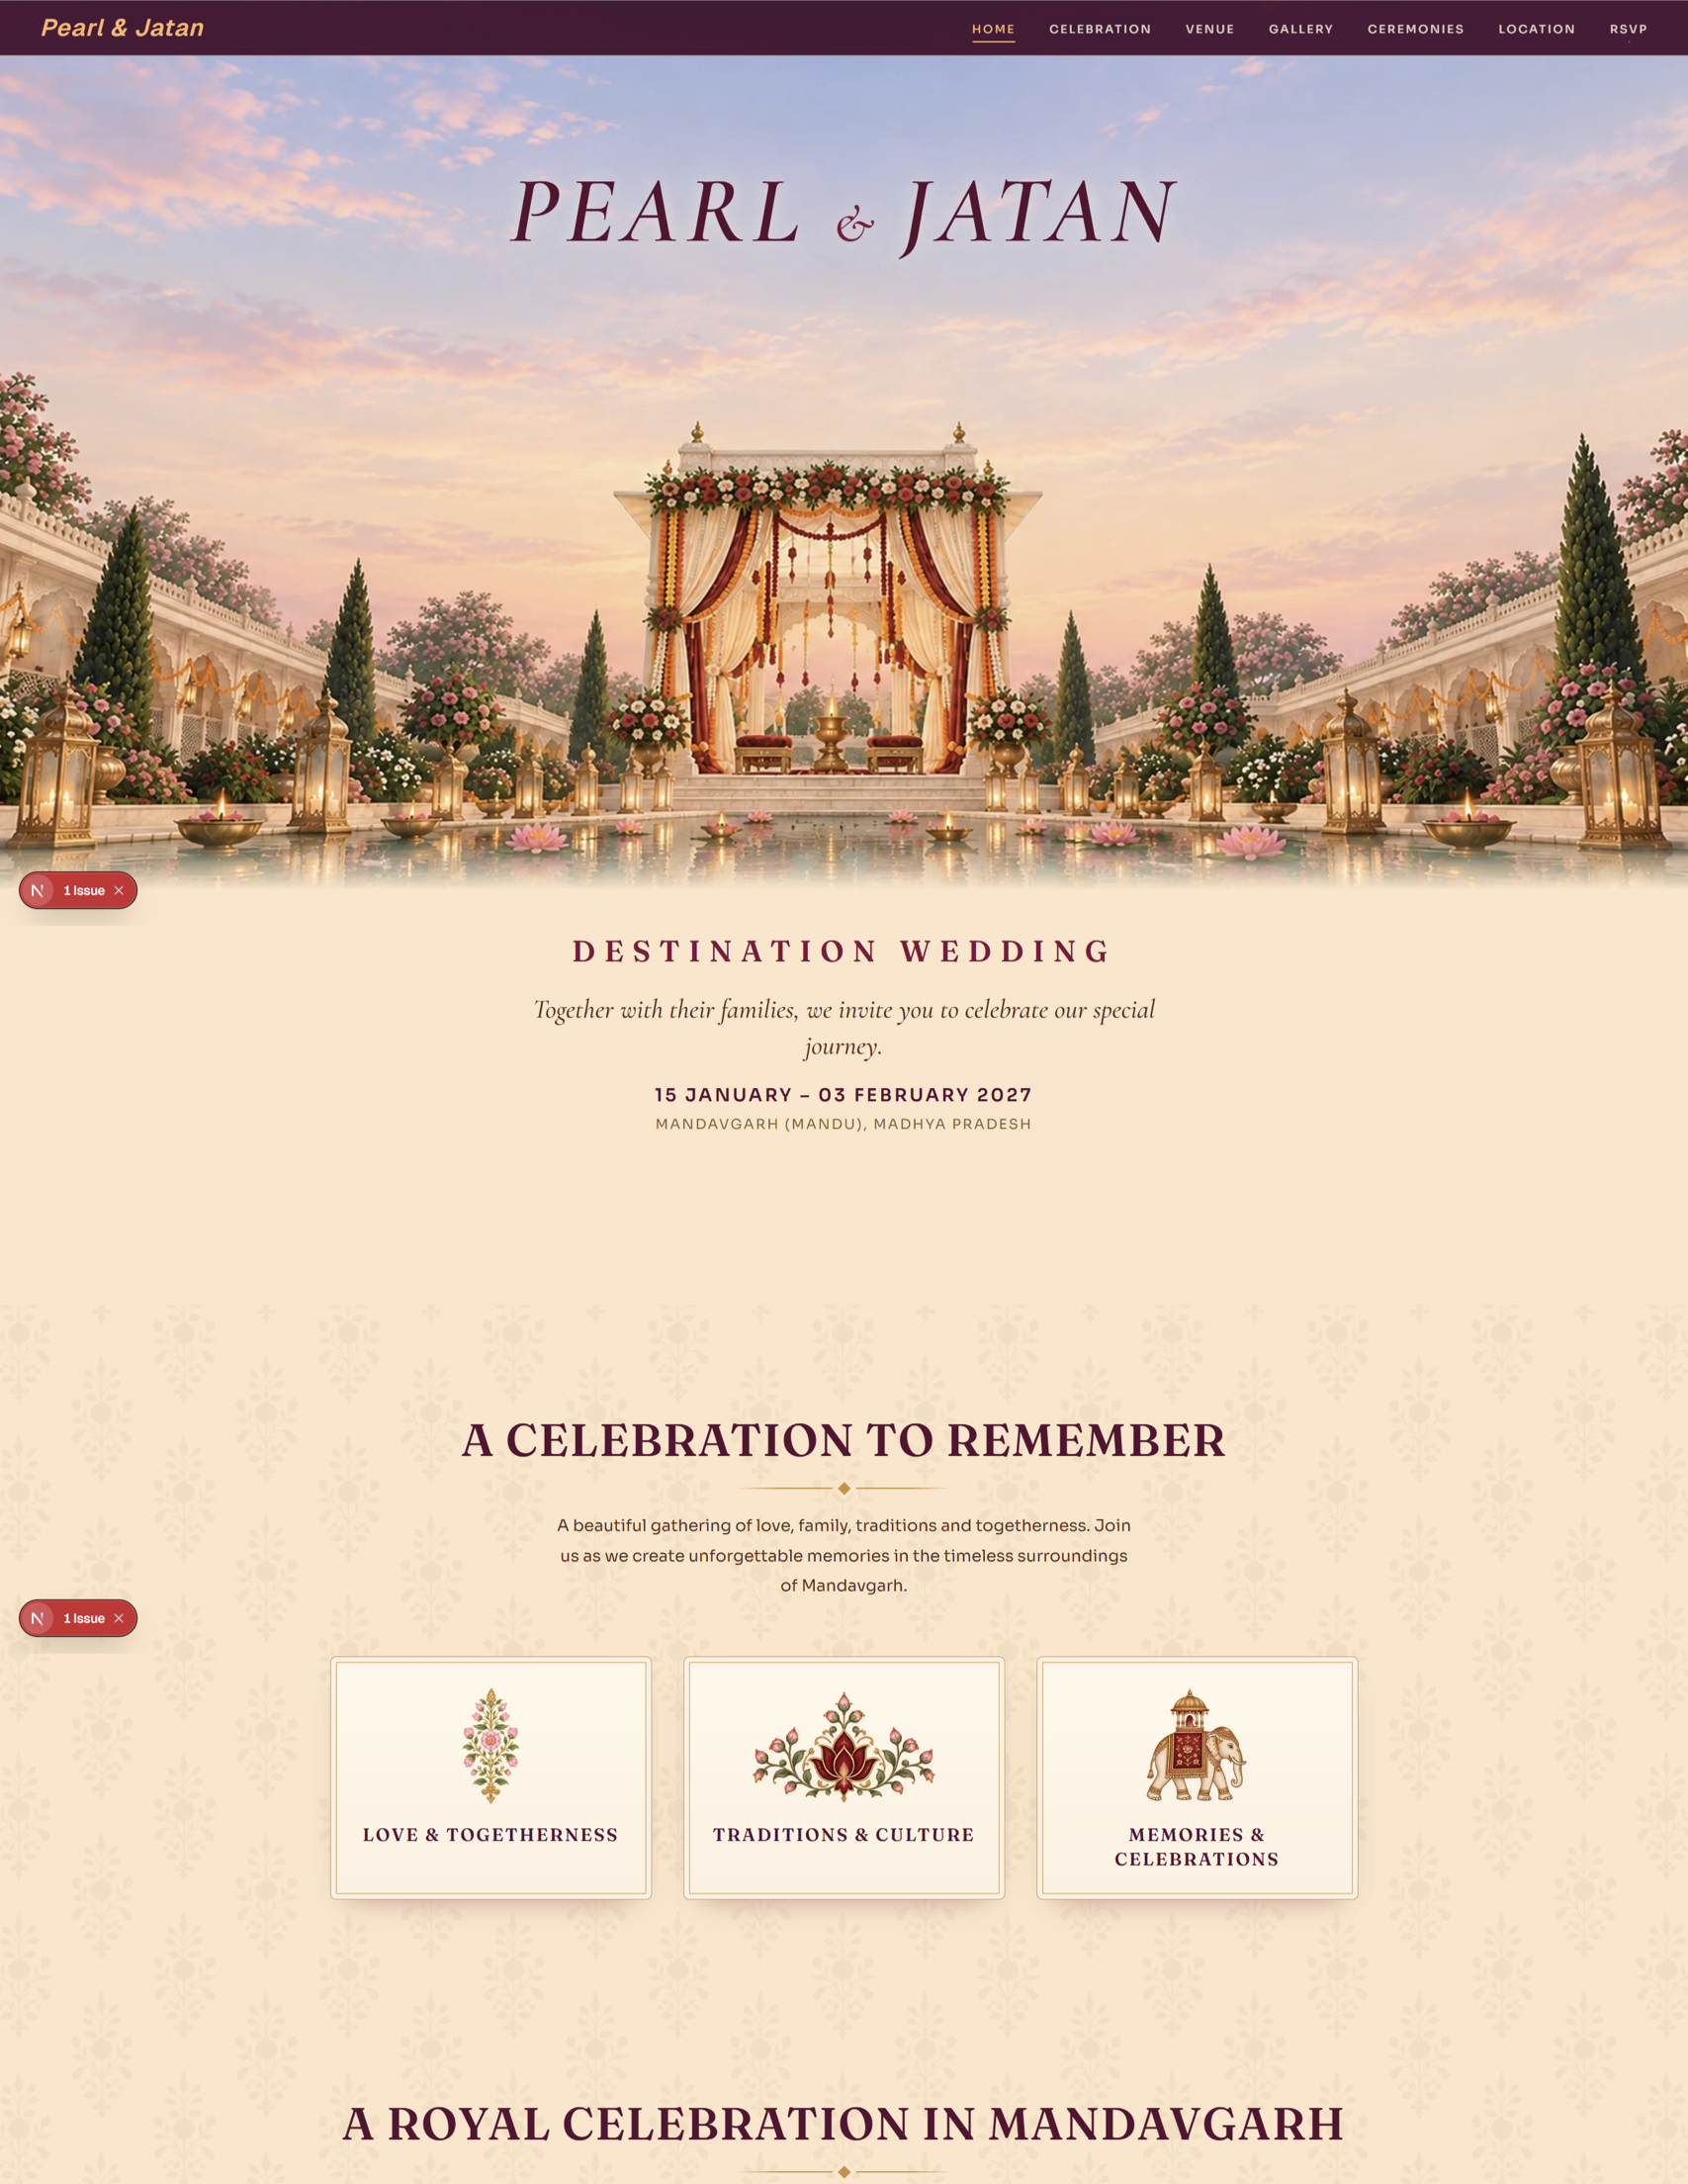 Pearl & Jatan
HOME CELEBRATION VENUE GALLERY CEREMONIES LOCATION RSVP
PEARL & JATAN
N 1 Issue ×
DESTINATION WEDDING
Together with their families, we invite you to celebrate our special
journey.
15 JANUARY – 03 FEBRUARY 2027
MANDAVGARH (MANDU), MADHYA PRADESH
A CELEBRATION TO REMEMBER
A beautiful gathering of love, family, traditions and togetherness. Join
us as we create unforgettable memories in the timeless surroundings
of Mandavgarh.
N 1 Issue ×
LOVE & TOGETHERNESS
TRADITIONS & CULTURE
MEMORIES &
CELEBRATIONS
A ROYAL CELEBRATION IN MANDAVGARH